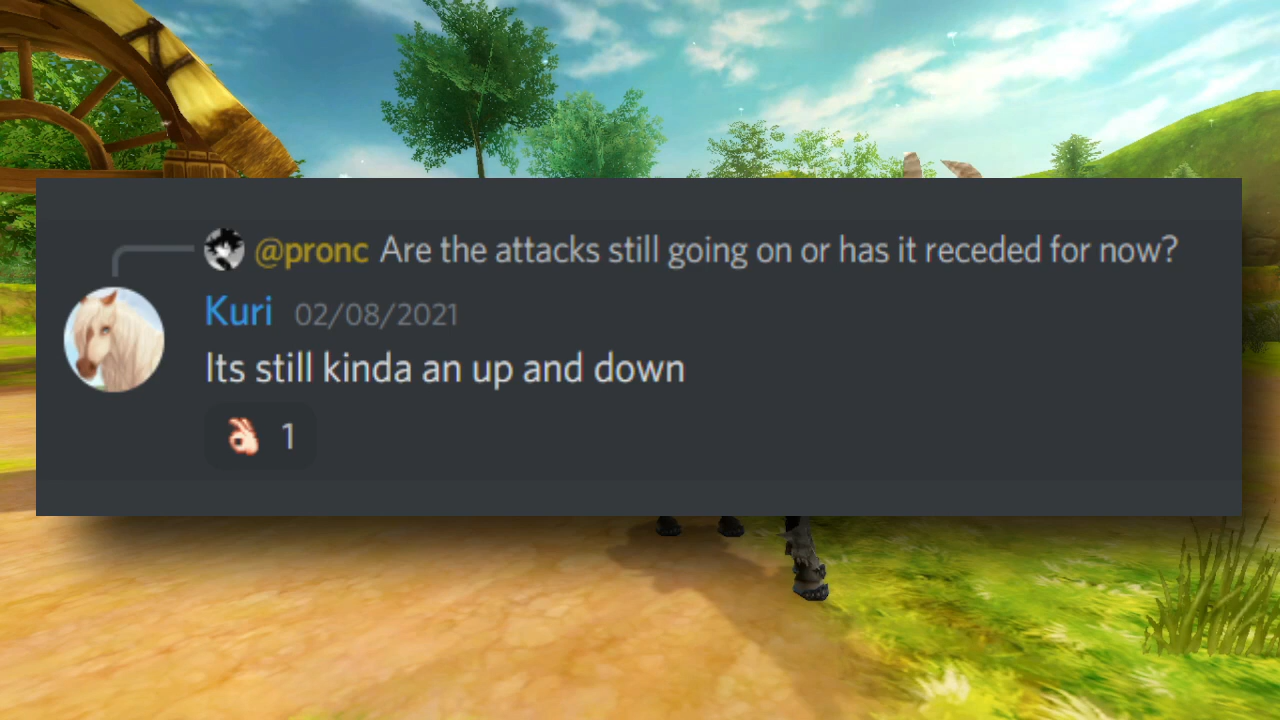 @pronc Are the attacks still going on or has it receded for now?
Kuri 02/08/2021
Its still kinda an up and down
👌🏻 1